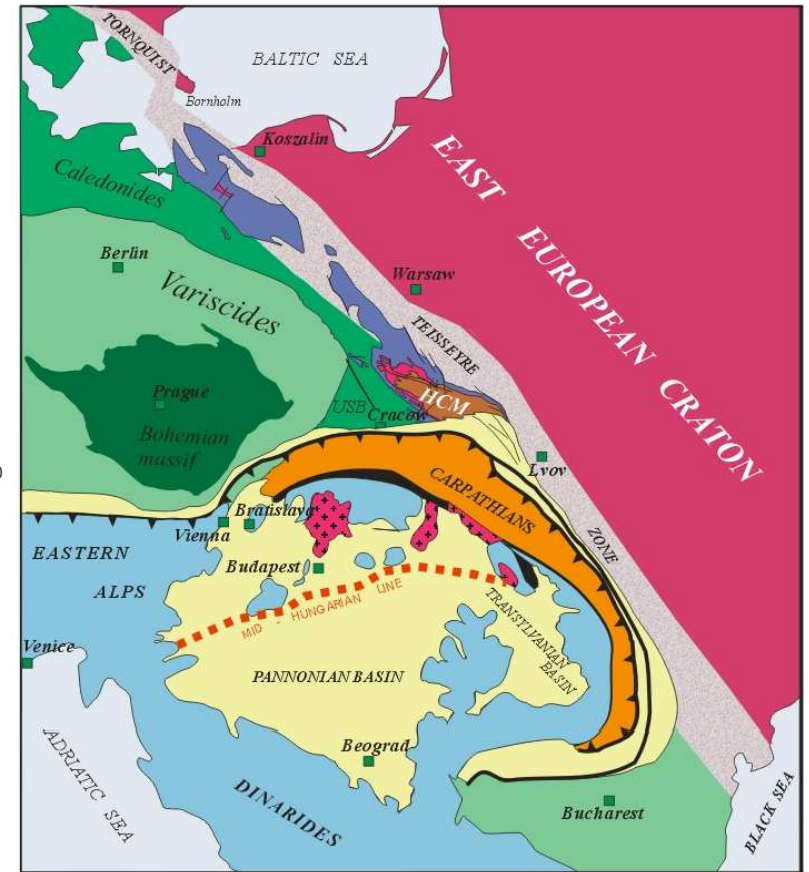 TORNQUIST
BALTIC SEA
Bornholm
Koszalin
EAST EUROPEAN CRATON
Caledonides
Berlin
Variscides
Warsaw
TEISSEYRE
Prague
USB
HCM
Cracow
Bohemian
massif
Lvov
CARPATHIANS
Bratislava
Vienna
ZONE
EASTERN
ALPS
Budapest
MID - HUNGARIAN LINE
TRANSYLVANIAN
BASIN
Venice
PANNONIAN BASIN
Beograd
ADRIATIC SEA
DINARIDES
Bucharest
BLACK SEA